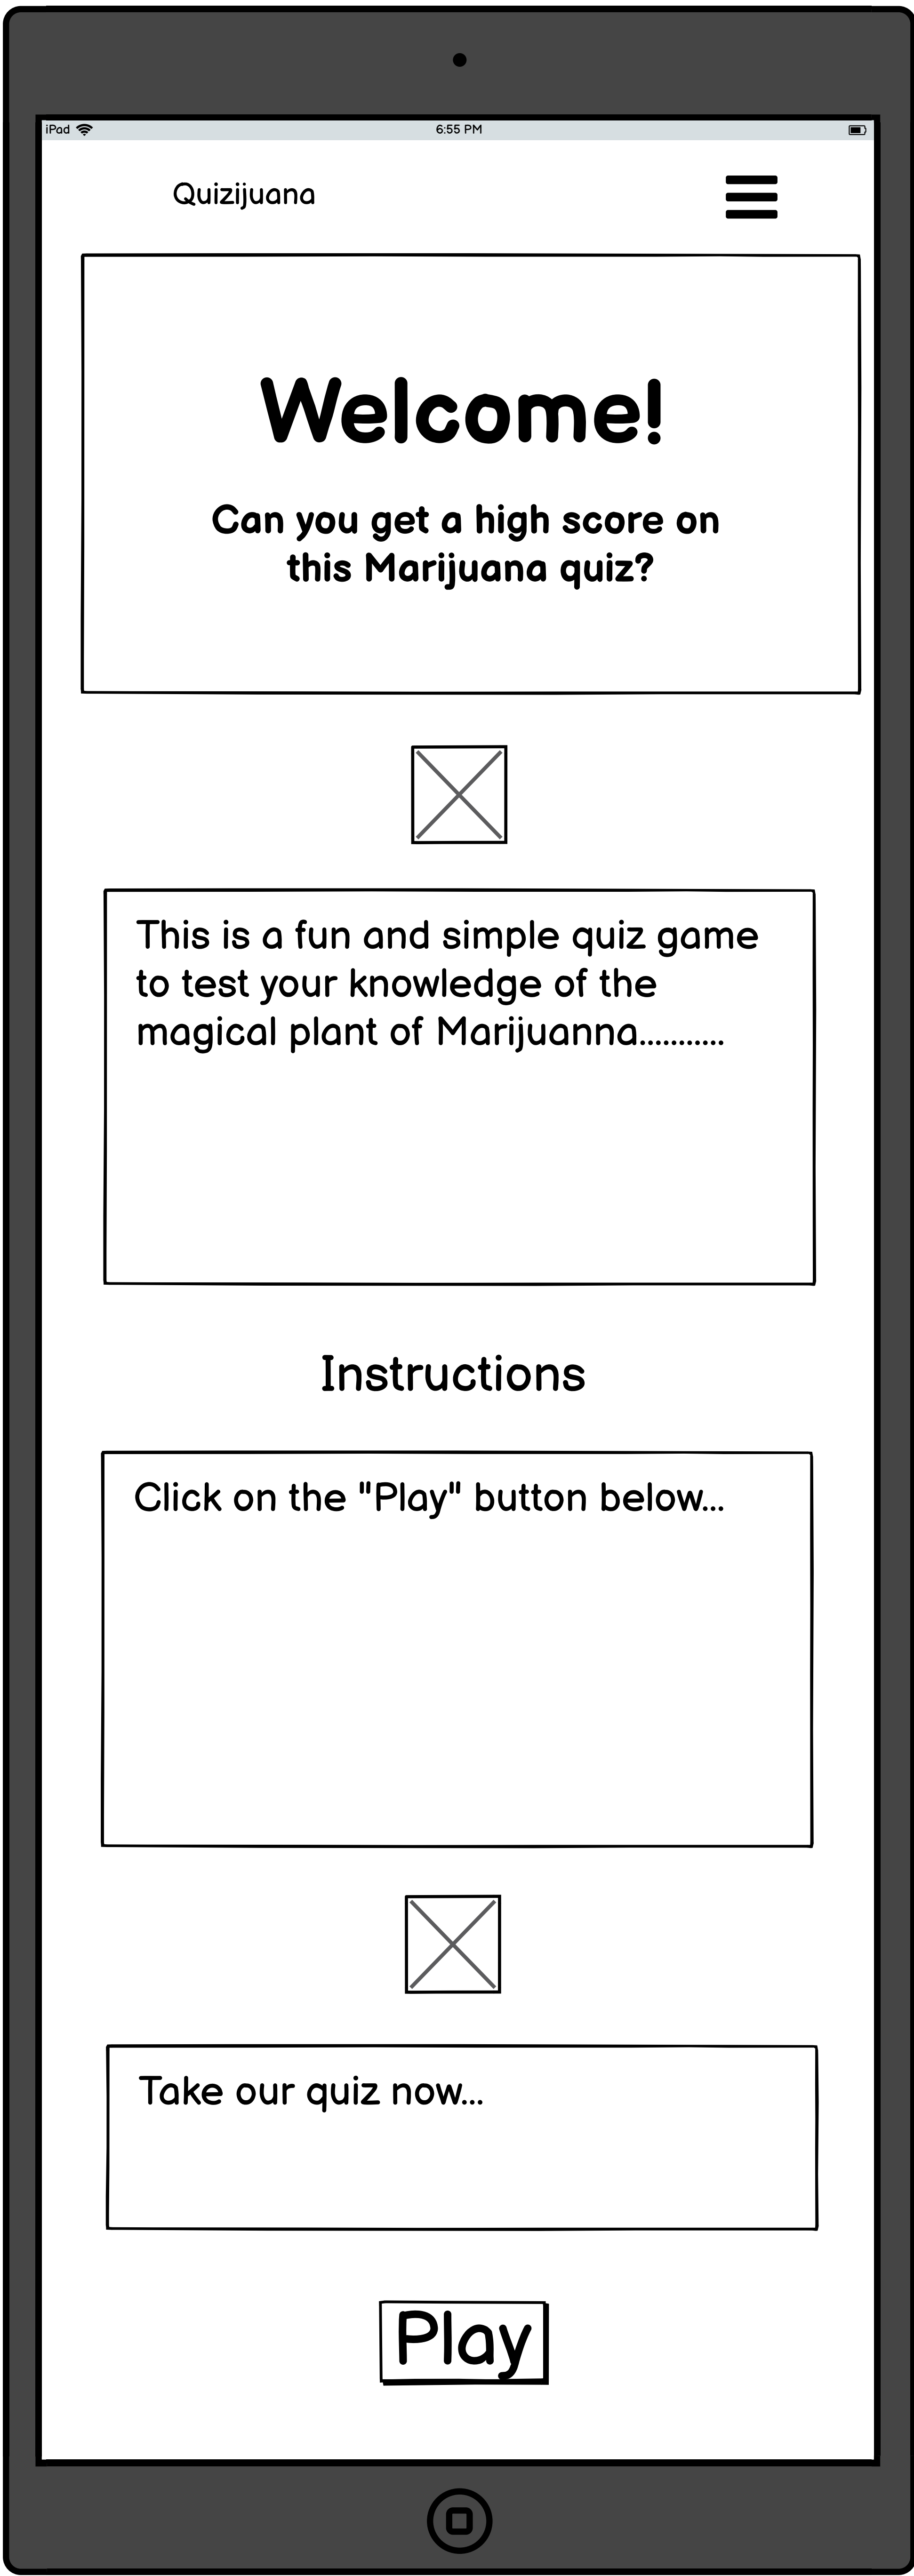 iPad
6:55 PM
Quizijuana
Welcome!
Can you get a high score on
this Marijuana quiz?
This is a fun and simple quiz game
to test your knowledge of the
magical plant of Marijuanna...........
Instructions
Click on the "Play" button below...
Take our quiz now...
Play